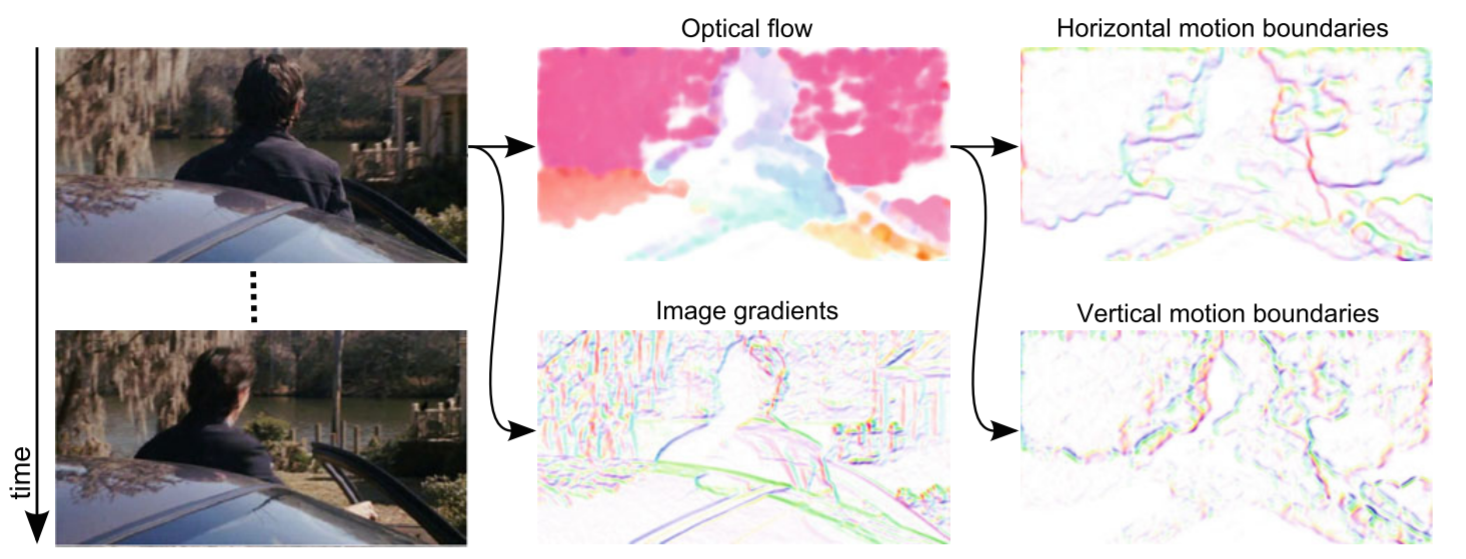 Optical flow
Horizontal motion boundaries
Image gradients
Vertical motion boundaries
time